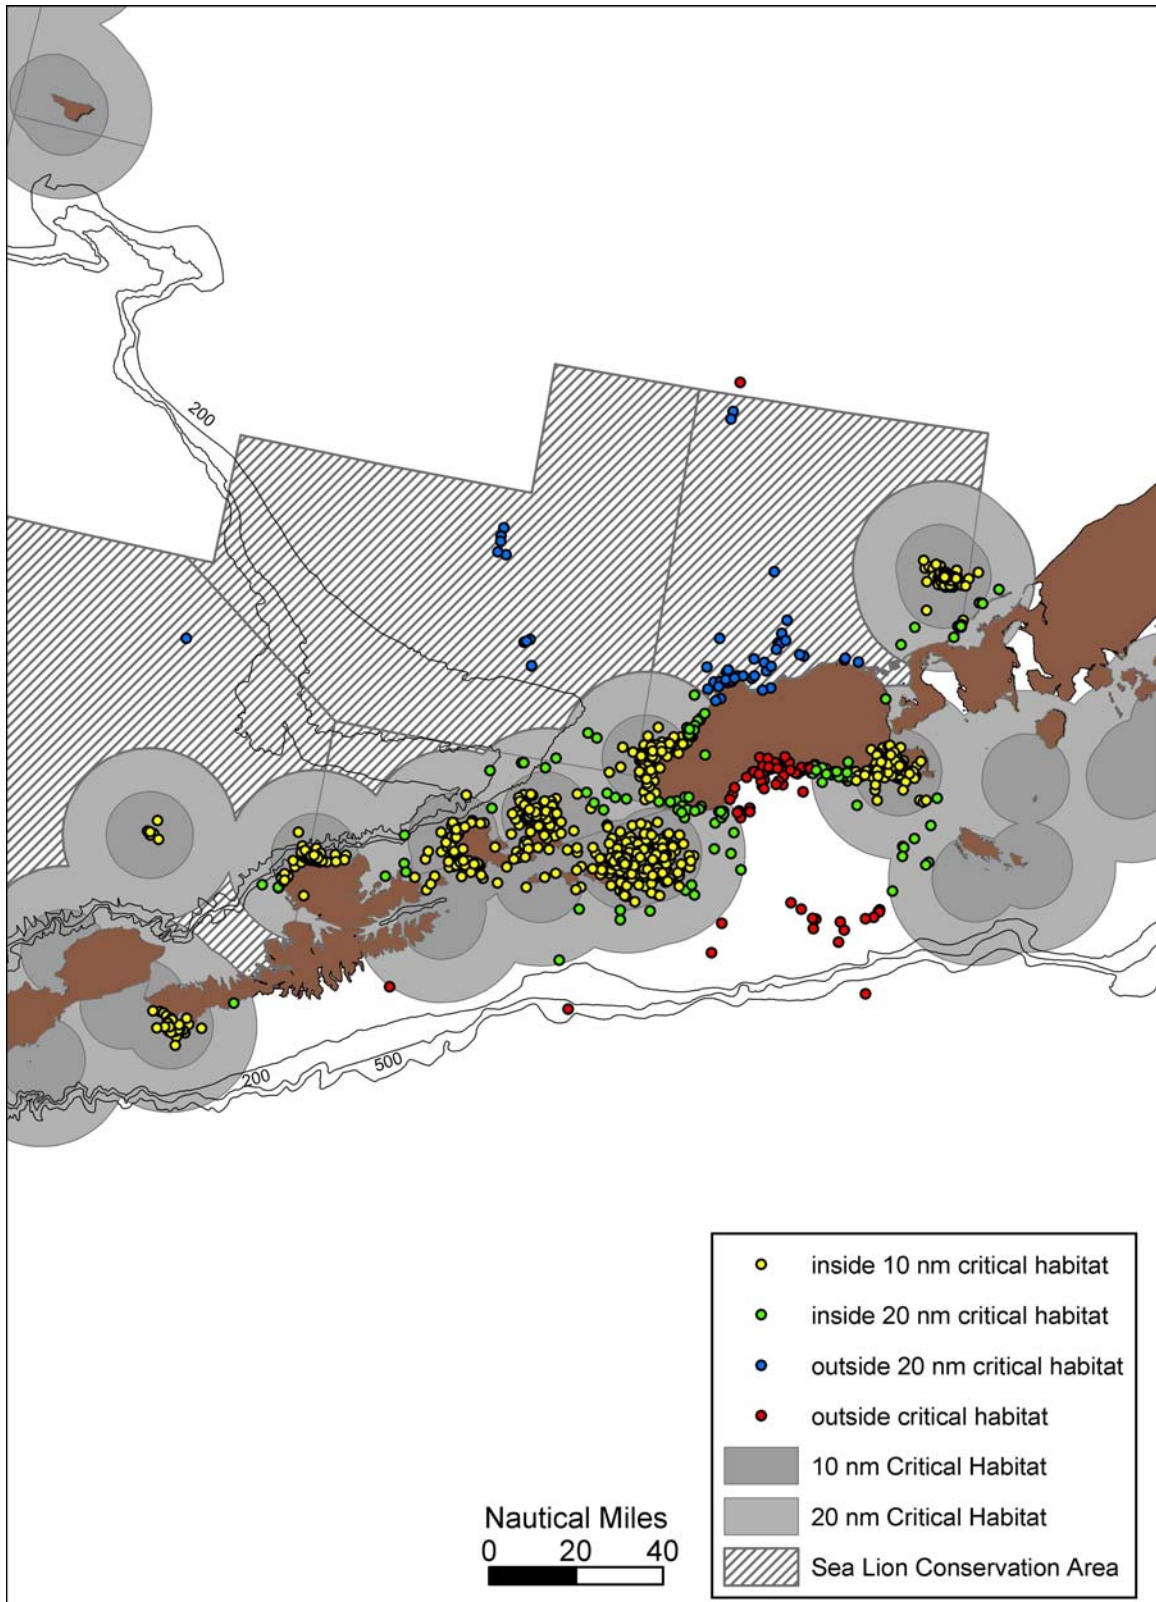 200
200
500
inside 10 nm critical habitat
inside 20 nm critical habitat
outside 20 nm critical habitat
outside critical habitat
10 nm Critical Habitat
20 nm Critical Habitat
Sea Lion Conservation Area
Nautical Miles
0 20 40